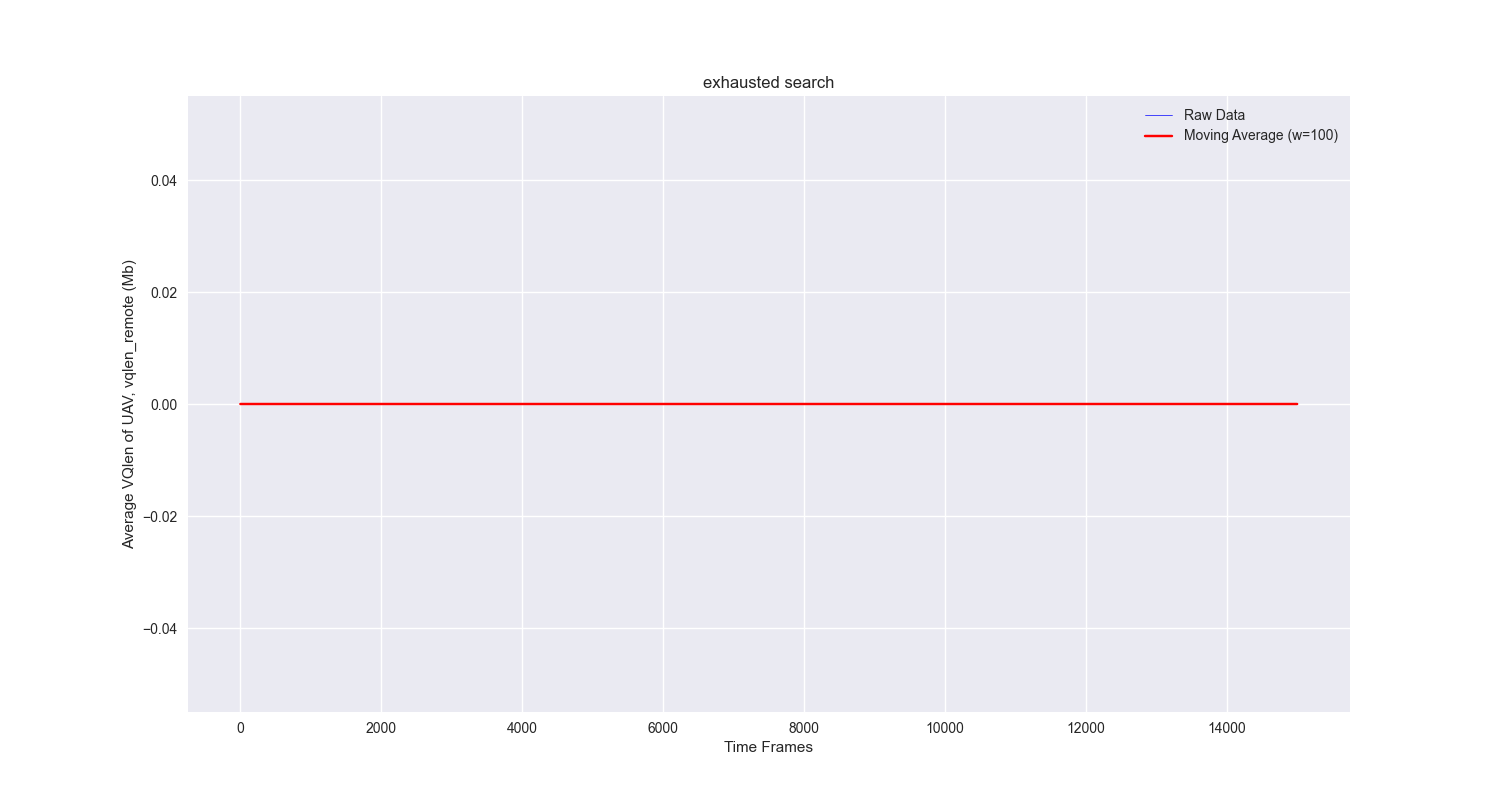 exhausted search
Raw Data
Moving Average (w=100)
0.04
0.02
0.00
−0.02
−0.04
Average VQlen of UAV, vqlen_remote (Mb)
0 2000 4000 6000 8000 10000 12000 14000
Time Frames